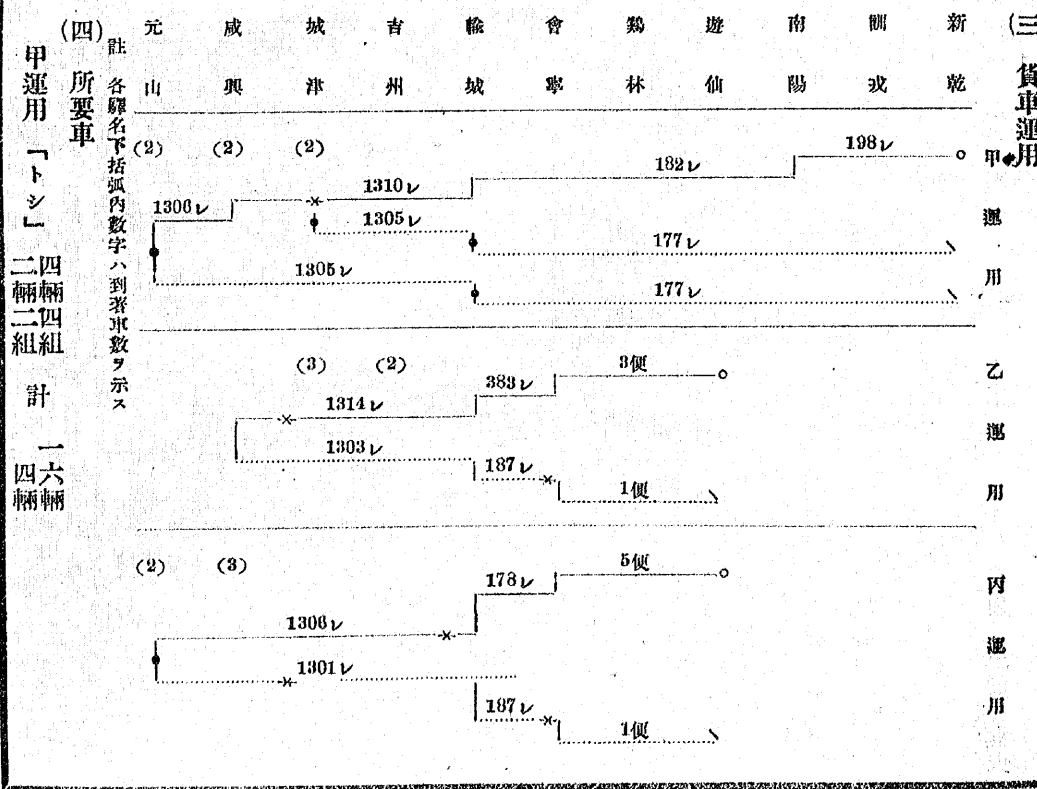 (三) 貨車運用
新乾
訓戎
南陽
遊仙
鷄林
會寧
輸城
吉州
城津
咸興
元山
甲運用
(2) (2) (2)
198レ
182レ
1310レ
1306レ
1305レ
177レ
1305レ
177レ
乙運用
(3) (2)
3便
383レ
1314レ
1303レ
187レ
1便
丙運用
(2) (3)
5便
178レ
1306レ
1301レ
187レ
1便
註 各驛名下括弧内數字ハ到著車數ヲ示ス
(四) 所要車
甲運用 「トシ」 四輛四組 計 一六輛
二輛二組 四輛